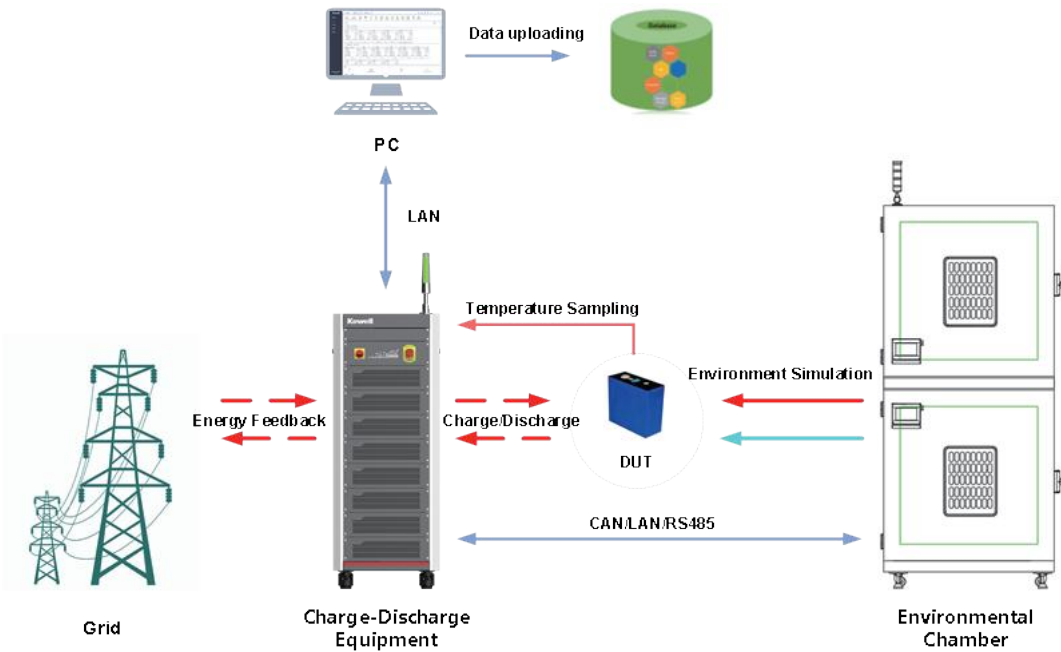 Data uploading
Database
PC
LAN
Kewell
Temperature Sampling
Environment Simulation
Energy Feedback
Charge/Discharge
DUT
CAN/LAN/RS485
Grid
Charge-Discharge
Equipment
Environmental
Chamber